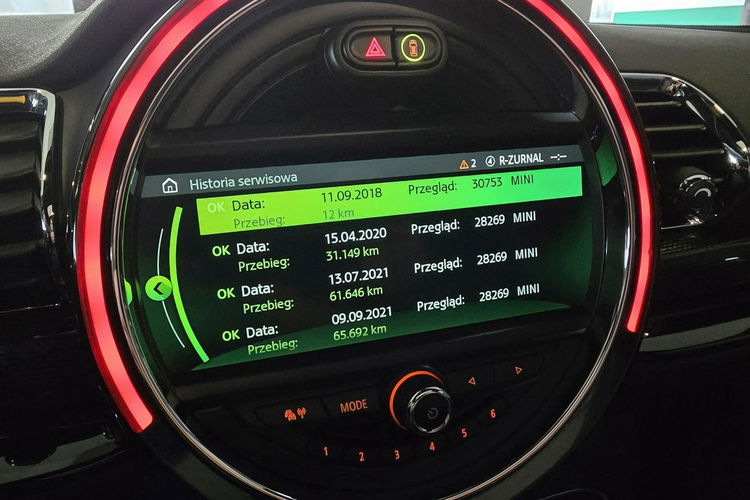 2 4 R-ZURNAL --:--
Historia serwisowa
OK Data: 11.09.2018 Przegląd: 30753 MINI
Przebieg: 12 km
OK Data: 15.04.2020 Przegląd: 28269 MINI
Przebieg: 31.149 km
OK Data: 13.07.2021 Przegląd: 28269 MINI
Przebieg: 61.646 km
OK Data: 09.09.2021 Przegląd: 28269 MINI
Przebieg: 65.692 km
MODE
1 2 3 4 5 6